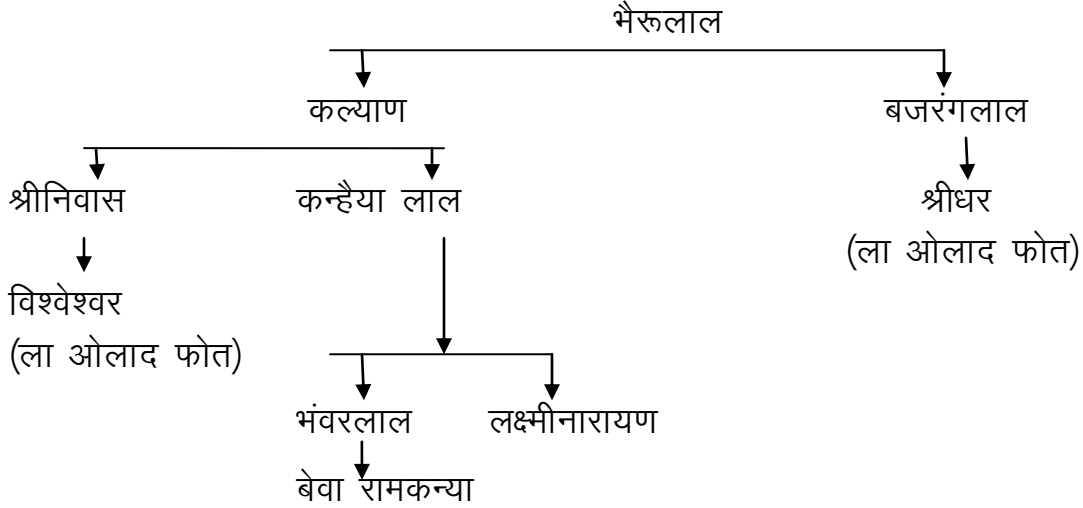 भैरूलाल
कल्याण बजरंगलाल
श्रीनिवास कन्हैया लाल श्रीधर
(ला ओलाद फोत)
विश्वेश्वर
(ला ओलाद फोत)
भंवरलाल लक्ष्मीनारायण
बेवा रामकन्या